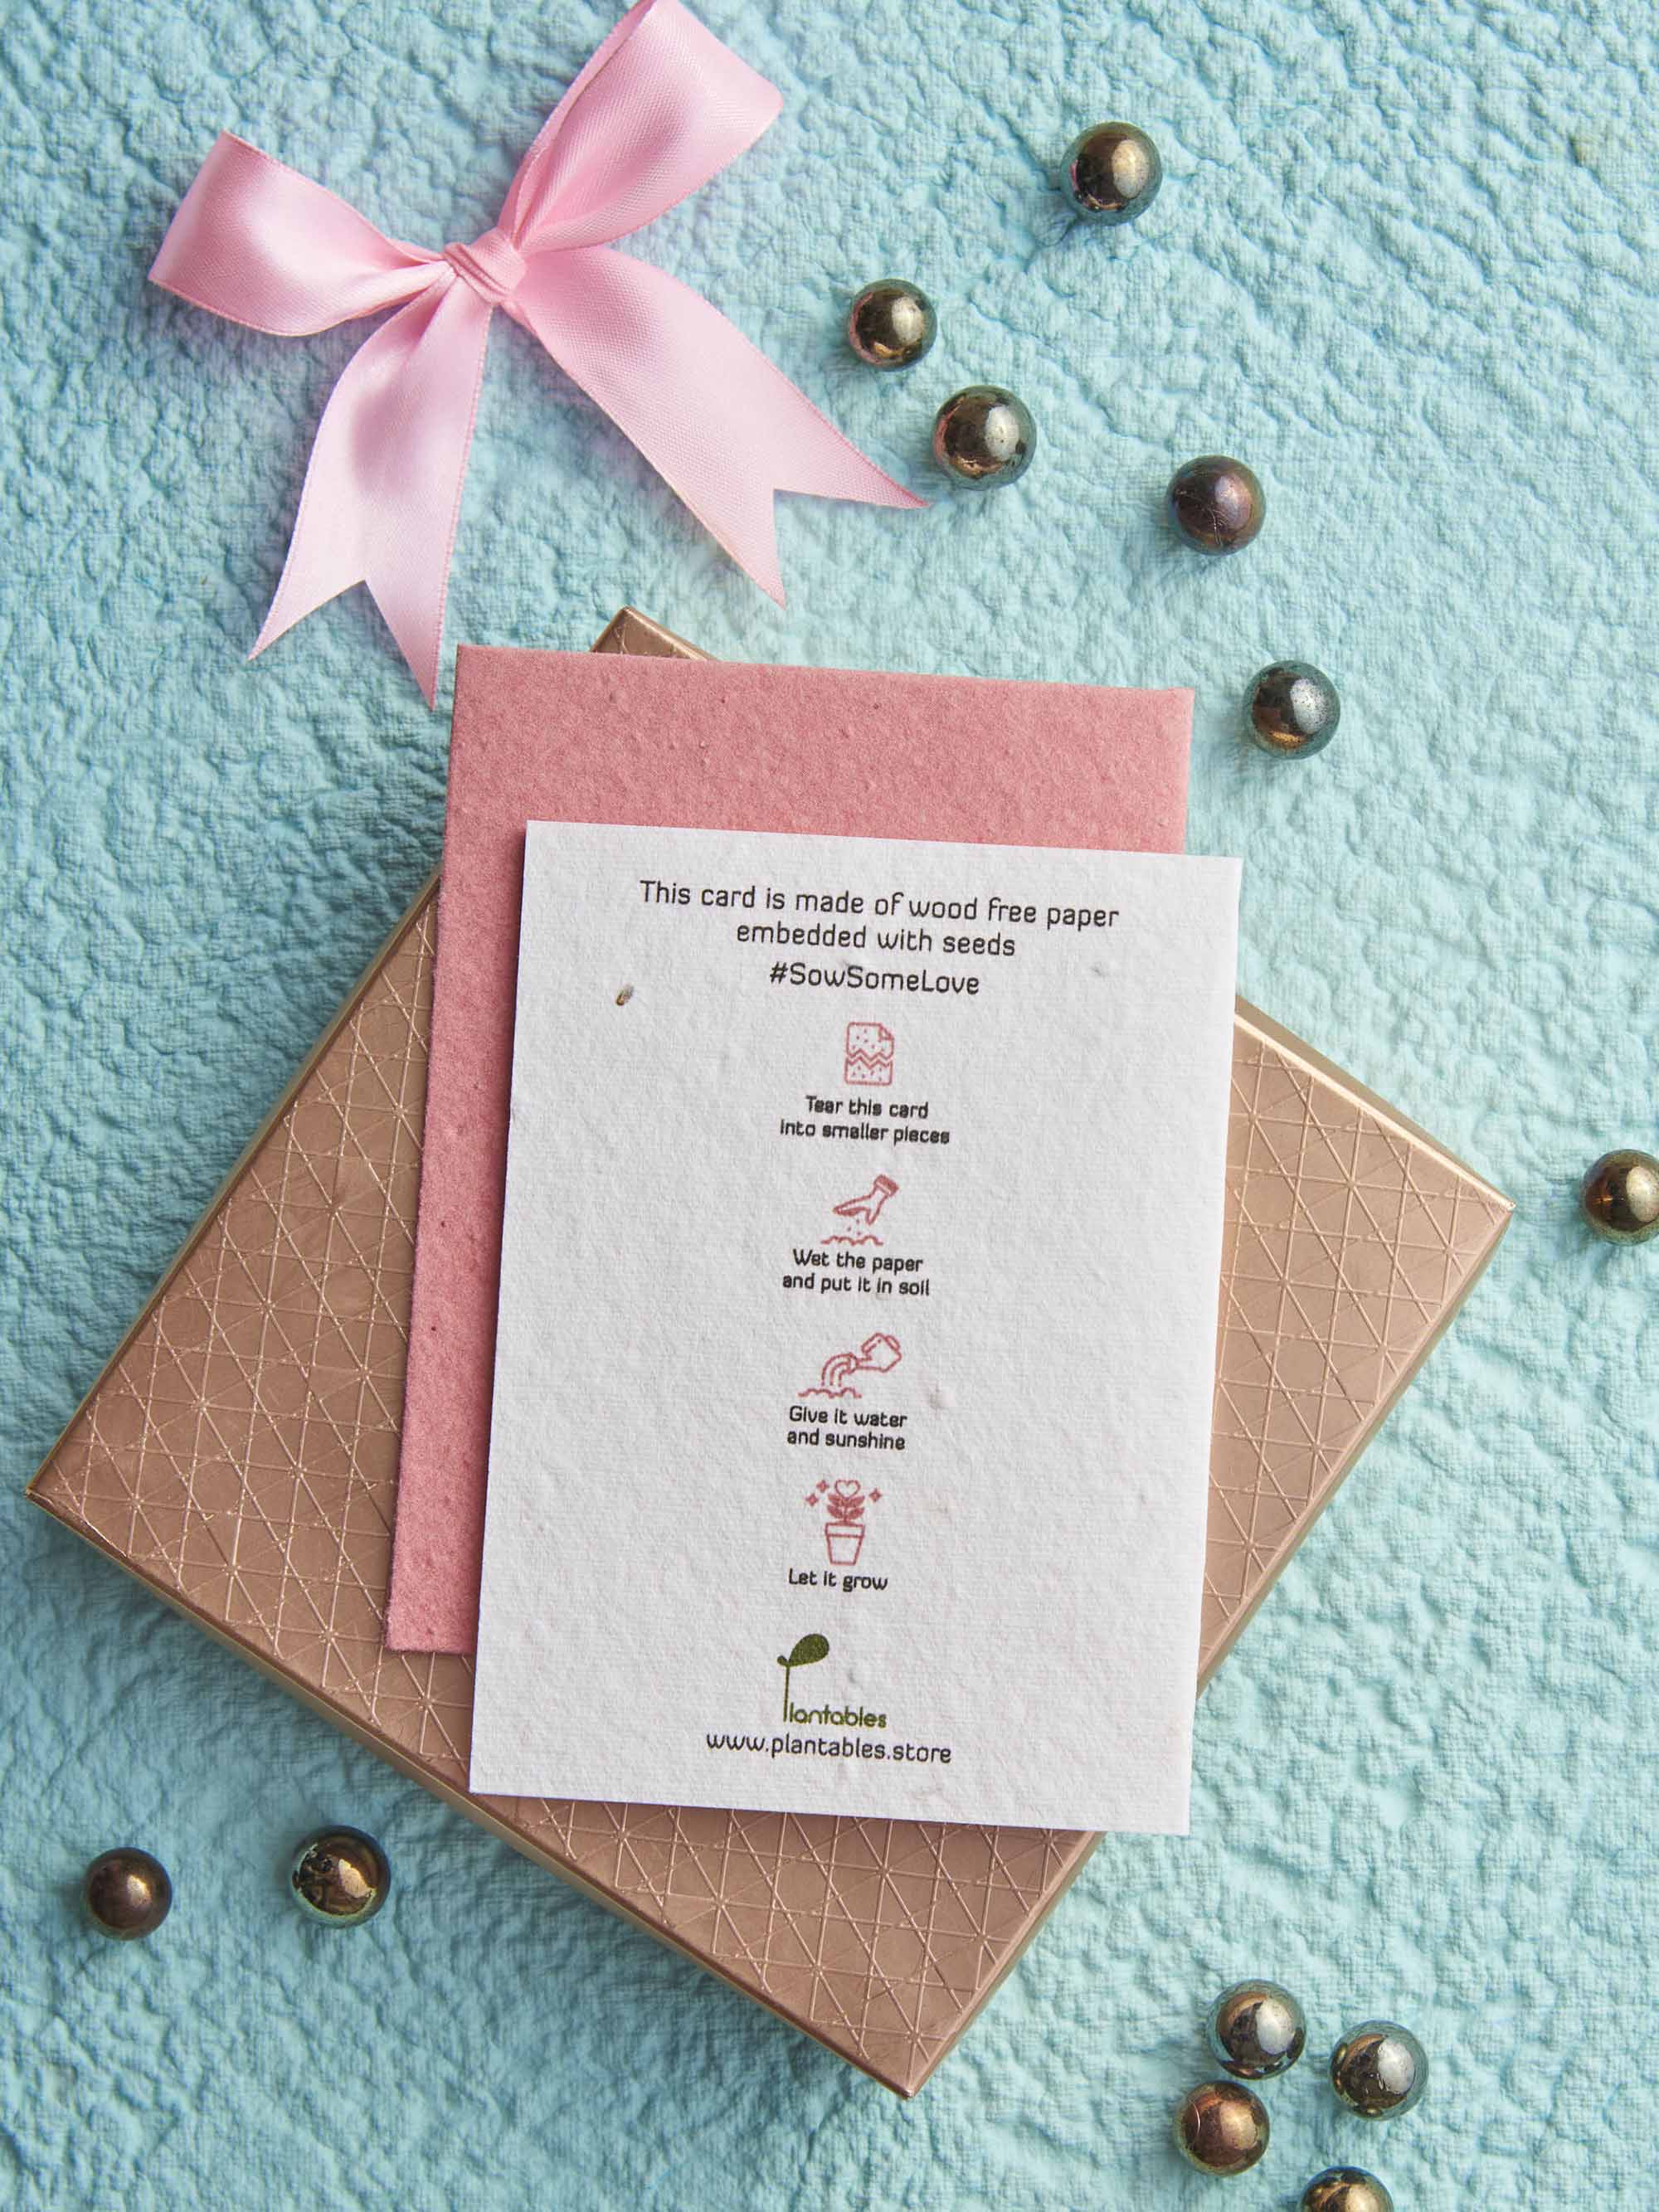 This card is made of wood free paper
embedded with seeds
#SowSomeLove
Tear this card
into smaller pieces
Wet the paper
and put it in soil
Give it water
and sunshine
Let it grow
Plantables
www.plantables.store